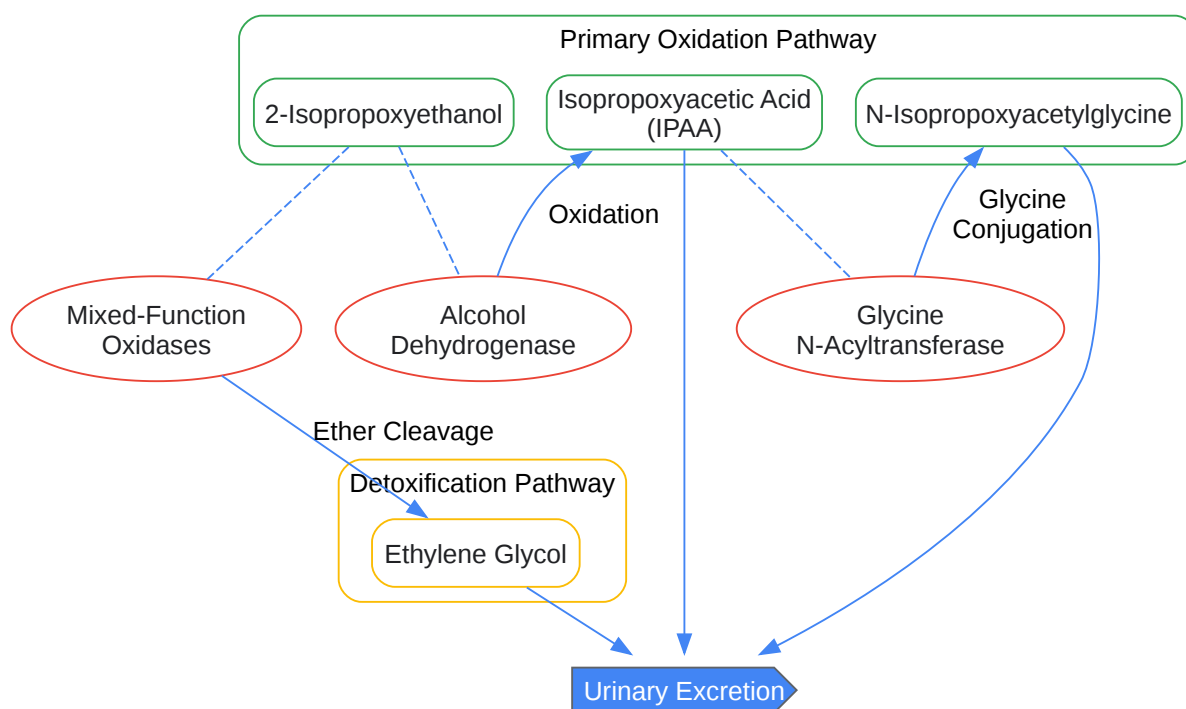 Primary Oxidation Pathway
2-Isopropoxyethanol
Isopropoxyacetic Acid
(IPAA)
N-Isopropoxyacetylglycine
Oxidation
Glycine
Conjugation
Mixed-Function
Oxidases
Alcohol
Dehydrogenase
Glycine
N-Acyltransferase
Ether Cleavage
Detoxification Pathway
Ethylene Glycol
Urinary Excretion